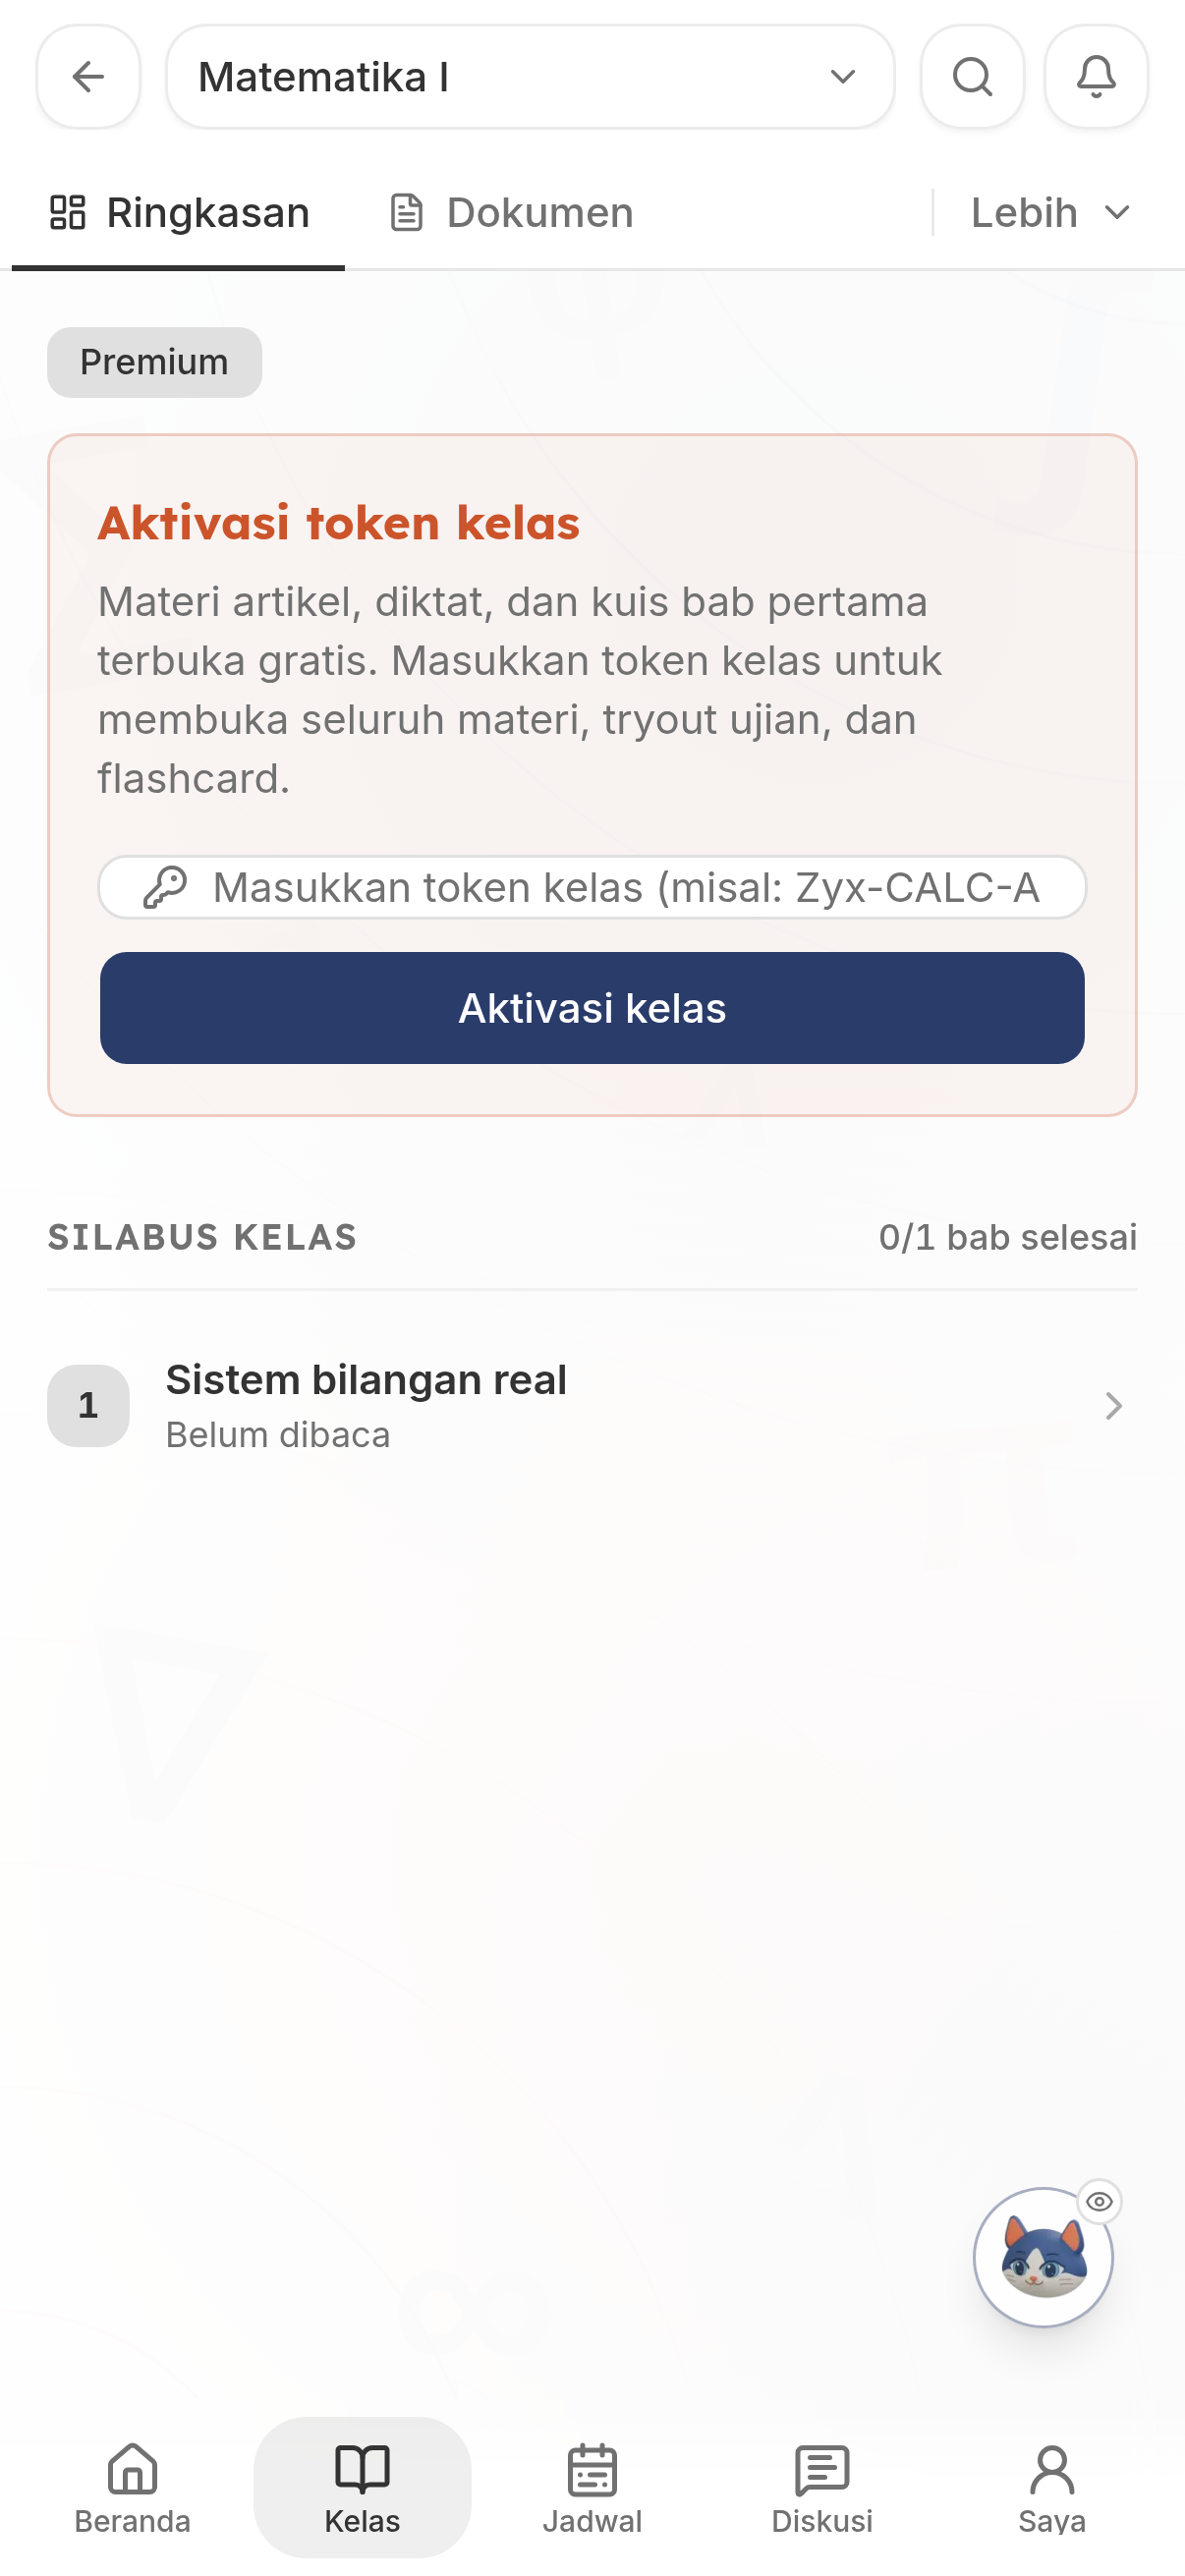 Matematika I
Ringkasan
Dokumen
Lebih
Premium
Aktivasi token kelas
Materi artikel, diktat, dan kuis bab pertama
terbuka gratis. Masukkan token kelas untuk
membuka seluruh materi, tryout ujian, dan
flashcard.
Masukkan token kelas (misal: Zyx-CALC-A
Aktivasi kelas
SILABUS KELAS
0/1 bab selesai
1
Sistem bilangan real
Belum dibaca
Beranda
Kelas
Jadwal
Diskusi
Saya